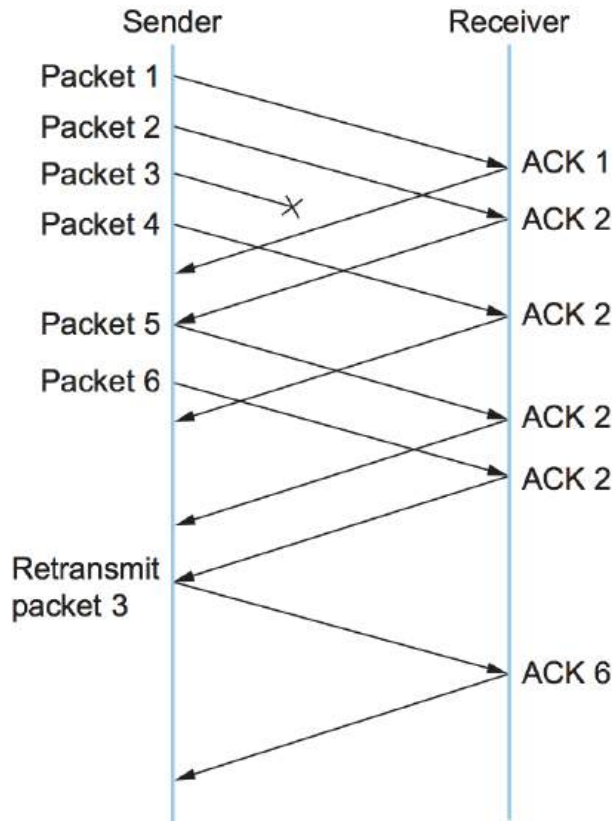 Sender
Receiver
Packet 1
Packet 2
Packet 3
Packet 4
Packet 5
Packet 6
Retransmit
packet 3
ACK 1
ACK 2
ACK 2
ACK 2
ACK 2
ACK 6